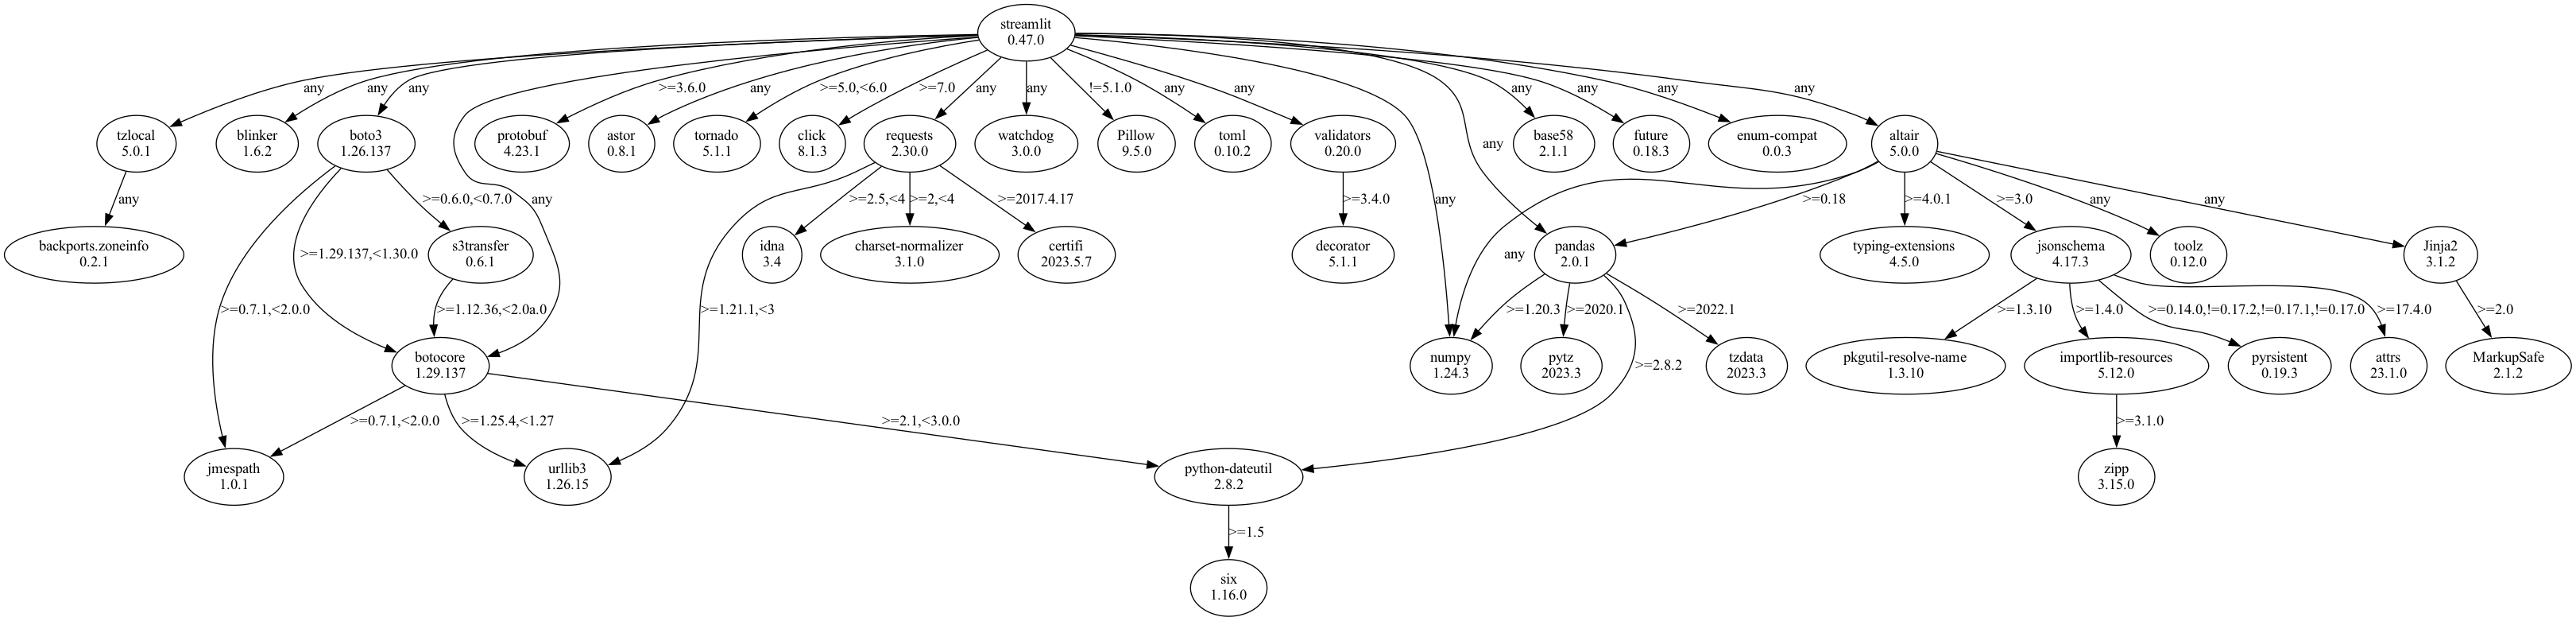 streamlit
0.47.0
any
any
any
>=3.6.0
any
>=5.0,<6.0
>=7.0
any
any
!=5.1.0
any
any
any
any
any
any
tzlocal
5.0.1
blinker
1.6.2
boto3
1.26.137
protobuf
4.23.1
astor
0.8.1
tornado
5.1.1
click
8.1.3
requests
2.30.0
watchdog
3.0.0
Pillow
9.5.0
toml
0.10.2
validators
0.20.0
any
base58
2.1.1
future
0.18.3
enum-compat
0.0.3
altair
5.0.0
any
>=0.6.0,<0.7.0
any
>=2.5,<4
>=2,<4
>=2017.4.17
>=3.4.0
any
>=0.18
>=4.0.1
>=3.0
any
any
backports.zoneinfo
0.2.1
>=1.29.137,<1.30.0
s3transfer
0.6.1
idna
3.4
charset-normalizer
3.1.0
certifi
2023.5.7
decorator
5.1.1
any
pandas
2.0.1
typing-extensions
4.5.0
jsonschema
4.17.3
toolz
0.12.0
Jinja2
3.1.2
>=0.7.1,<2.0.0
>=1.12.36,<2.0a.0
>=1.21.1,<3
>=1.20.3
>=2020.1
>=2022.1
>=1.3.10
>=1.4.0
>=0.14.0,!=0.17.2,!=0.17.1,!=0.17.0
>=17.4.0
>=2.0
botocore
1.29.137
numpy
1.24.3
pytz
2023.3
>=2.8.2
tzdata
2023.3
pkgutil-resolve-name
1.3.10
importlib-resources
5.12.0
pyrsistent
0.19.3
attrs
23.1.0
MarkupSafe
2.1.2
>=0.7.1,<2.0.0
>=1.25.4,<1.27
>=2.1,<3.0.0
>=3.1.0
jmespath
1.0.1
urllib3
1.26.15
python-dateutil
2.8.2
zipp
3.15.0
>=1.5
six
1.16.0